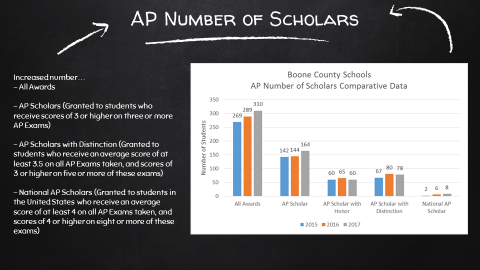 AP Number of Scholars
Increased number…
- All Awards
- AP Scholars (Granted to students who
receive scores of 3 or higher on three or more
AP Exams)
- AP Scholars with Distinction (Granted to
students who receive an average score of at
least 3.5 on all AP Exams taken, and scores of
3 or higher on five or more of these exams)
- National AP Scholars (Granted to students in
the United States who receive an average
score of at least 4 on all AP Exams taken, and
scores of 4 or higher on eight or more of these
exams)
Boone County Schools
AP Number of Scholars Comparative Data
Number of Students
350
300
250
200
150
100
50
0
269 289 310
142 144 164
60 65 60
67 80 78
2 6 8
All Awards
AP Scholar
AP Scholar with
Honor
AP Scholar with
Distinction
National AP
Scholar
2015 2016 2017